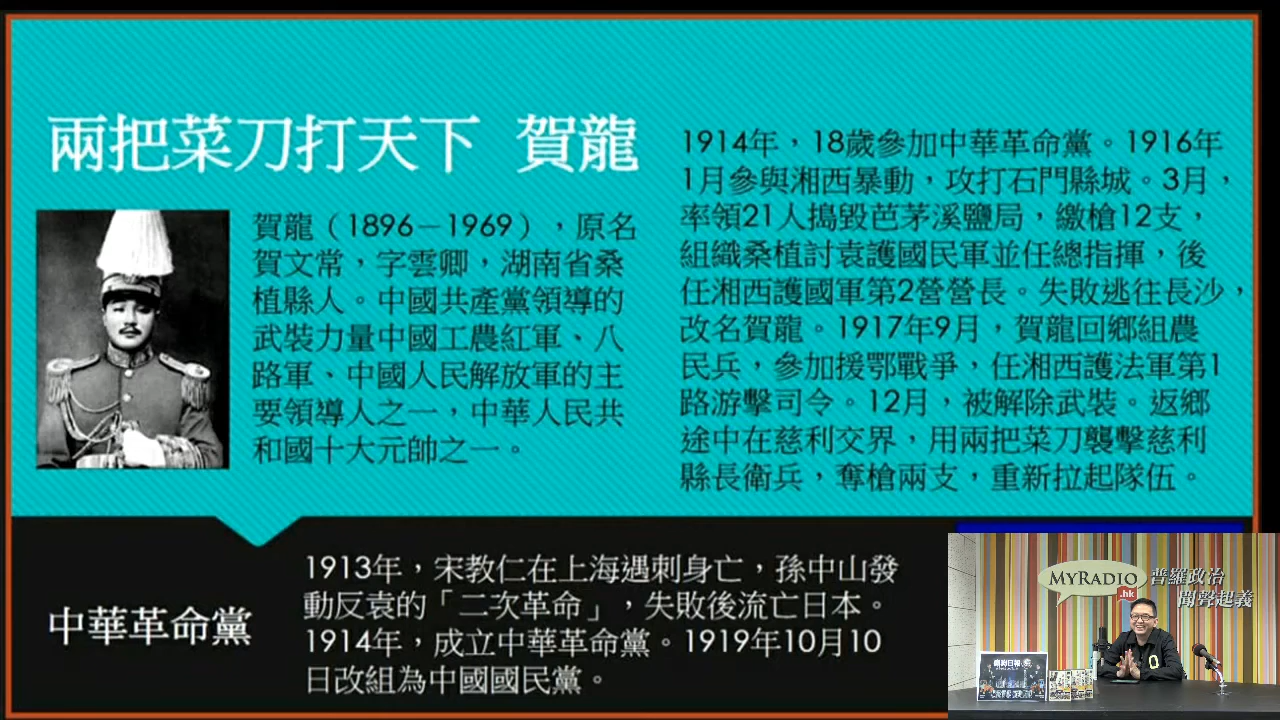 兩把菜刀打天下 賀龍
賀龍（1896－1969），原名
賀文常，字雲卿，湖南省桑
植縣人。中國共產黨領導的
武裝力量中國工農紅軍、八
路軍、中國人民解放軍的主
要領導人之一，中華人民共
和國十大元帥之一。
1914年，18歲參加中華革命黨。1916年
1月參與湘西暴動，攻打石門縣城。3月，
率領21人搗毀芭茅溪鹽局，繳槍12支，
組織桑植討袁護國民軍並任總指揮，後
任湘西護國軍第2營營長。失敗逃往長沙，
改名賀龍。1917年9月，賀龍回鄉組農
民兵，參加援鄂戰爭，任湘西護法軍第1
路游擊司令。12月，被解除武裝。返鄉
途中在慈利交界，用兩把菜刀襲擊慈利
縣長衛兵，奪槍兩支，重新拉起隊伍。
中華革命黨
1913年，宋教仁在上海遇刺身亡，孫中山發
動反袁的「二次革命」，失敗後流亡日本。
1914年，成立中華革命黨。1919年10月10
日改組為中國國民黨。
MYRADIO
.hk
普羅政治
聞聲起義